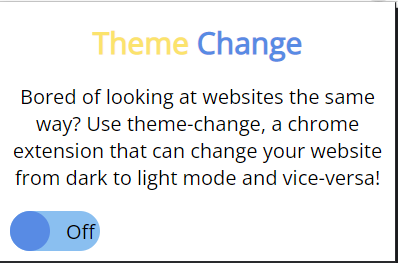 Theme Change
Bored of looking at websites the same
way? Use theme-change, a chrome
extension that can change your website
from dark to light mode and vice-versa!
Off